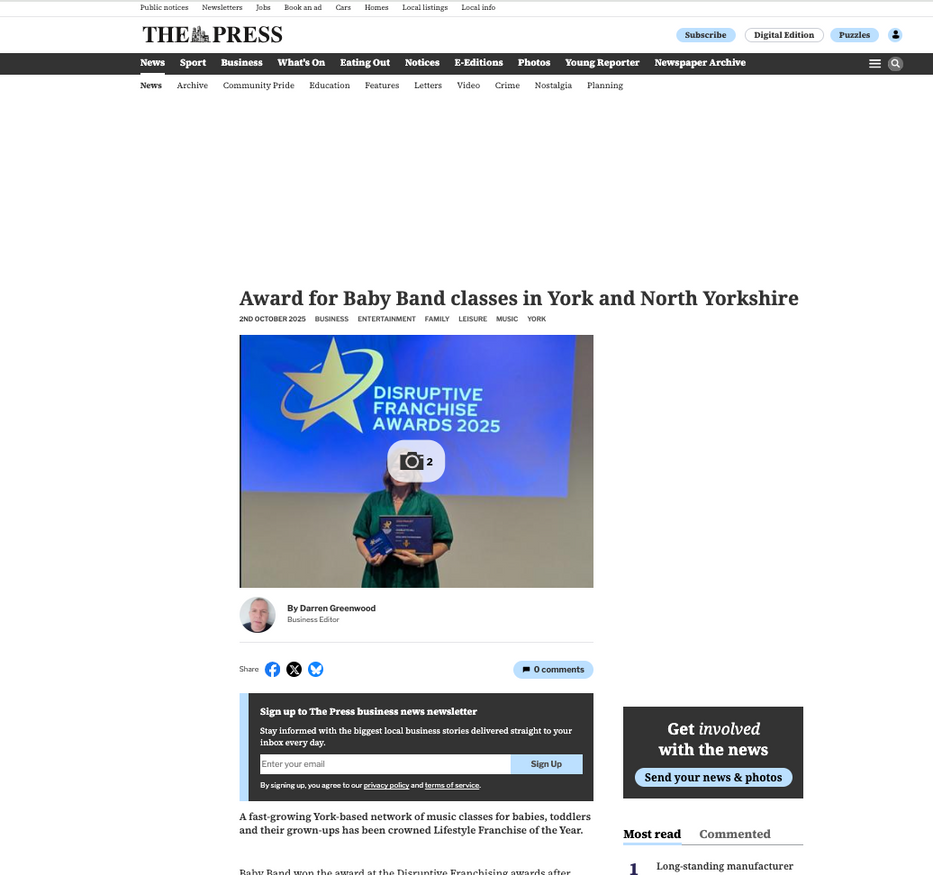 Public notices Newsletters Jobs Book an ad Cars Homes Local listings Local info
THE PRESS
Subscribe Digital Edition Puzzles
News Sport Business What's On Eating Out Notices E-Editions Photos Young Reporter Newspaper Archive
News Archive Community Pride Education Features Letters Video Crime Nostalgia Planning
Award for Baby Band classes in York and North Yorkshire
2ND OCTOBER 2025 BUSINESS ENTERTAINMENT FAMILY LEISURE MUSIC YORK
DISRUPTIVE
FRANCHISE
AWARDS 2025
2
By Darren Greenwood
Business Editor
Share
0 comments
Sign up to The Press business news newsletter
Stay informed with the biggest local business stories delivered straight to your
inbox every day.
Enter your email Sign Up
By signing up, you agree to our privacy policy and terms of service.
A fast-growing York-based network of music classes for babies, toddlers
and their grown-ups has been crowned Lifestyle Franchise of the Year.
Baby Band won the award at the Disruptive Franchising awards after
Get involved
with the news
Send your news & photos
Most read Commented
1 Long-standing manufacturer